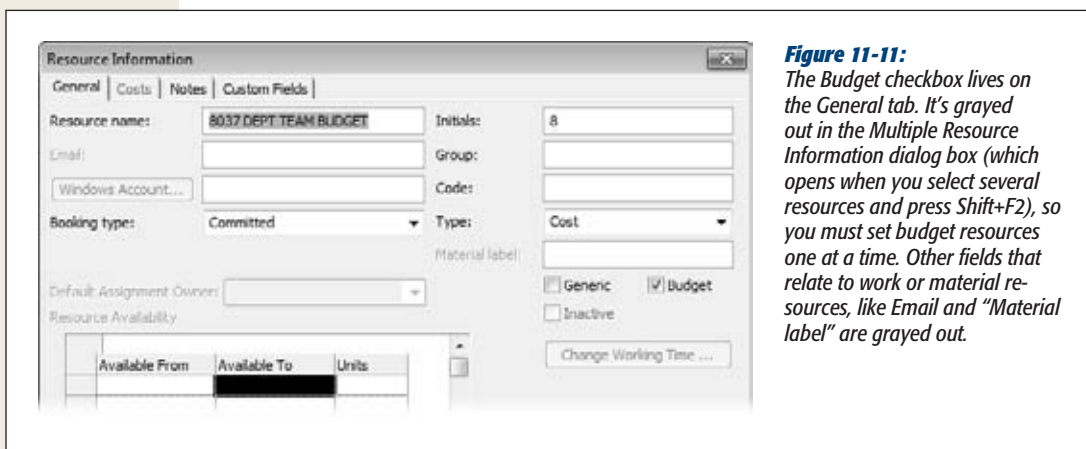 Resource Information
General Costs Notes Custom Fields
Resource name: 8037 DEPT TEAM BUDGET Initials: 8
Email: Group:
Windows Account... Code:
Booking type: Committed Type: Cost
Material label:
Default Assignment Owner: Generic Budget
Resource Availability Inactive
Change Working Time ...
Available From Available To Units
Figure 11-11:
The Budget checkbox lives on
the General tab. It's grayed
out in the Multiple Resource
Information dialog box (which
opens when you select several
resources and press Shift+F2), so
you must set budget resources
one at a time. Other fields that
relate to work or material re-
sources, like Email and “Material
label” are grayed out.